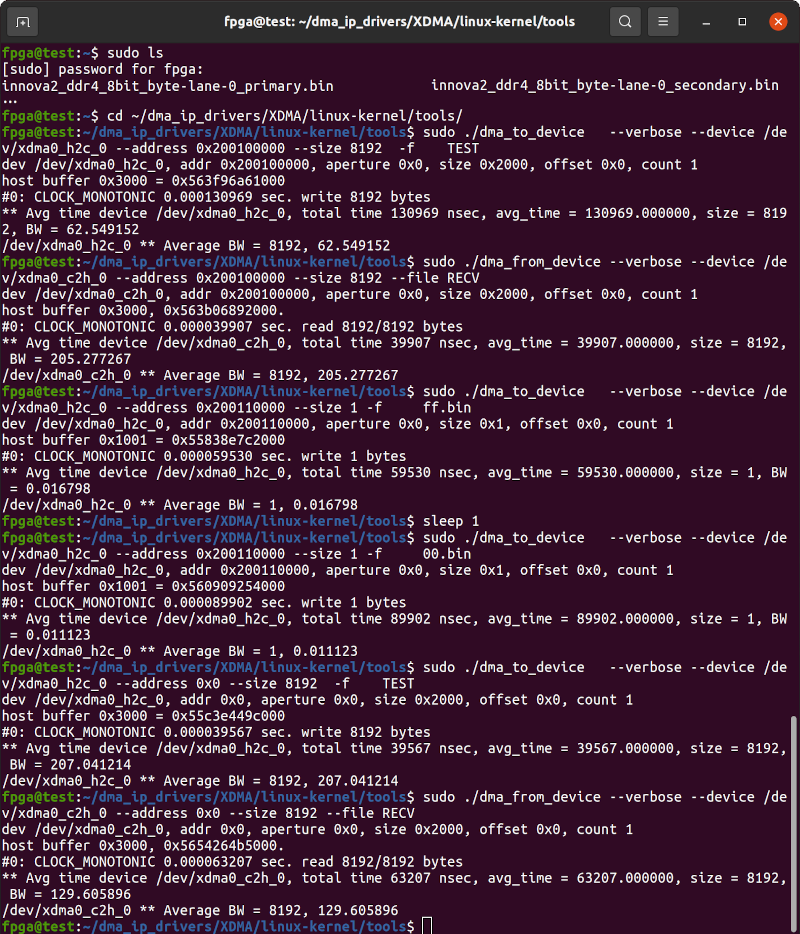 fpga@test: ~/dma_ip_drivers/XDMA/linux-kernel/tools
fpga@test:~$ sudo ls
[sudo] password for fpga:
innova2_ddr4_8bit_byte-lane-0_primary.bin            innova2_ddr4_8bit_byte-lane-0_secondary.bin
...
fpga@test:~$ cd ~/dma_ip_drivers/XDMA/linux-kernel/tools/
fpga@test:~/dma_ip_drivers/XDMA/linux-kernel/tools$ sudo ./dma_to_device   --verbose --device /de
v/xdma0_h2c_0 --address 0x200100000 --size 8192  -f    TEST
dev /dev/xdma0_h2c_0, addr 0x200100000, aperture 0x0, size 0x2000, offset 0x0, count 1
host buffer 0x3000 = 0x563f96a61000
#0: CLOCK_MONOTONIC 0.000130969 sec. write 8192 bytes
** Avg time device /dev/xdma0_h2c_0, total time 130969 nsec, avg_time = 130969.000000, size = 819
2, BW = 62.549152
/dev/xdma0_h2c_0 ** Average BW = 8192, 62.549152
fpga@test:~/dma_ip_drivers/XDMA/linux-kernel/tools$ sudo ./dma_from_device --verbose --device /de
v/xdma0_c2h_0 --address 0x200100000 --size 8192 --file RECV
dev /dev/xdma0_c2h_0, addr 0x200100000, aperture 0x0, size 0x2000, offset 0x0, count 1
host buffer 0x3000, 0x563b06892000.
#0: CLOCK_MONOTONIC 0.000039907 sec. read 8192/8192 bytes
** Avg time device /dev/xdma0_c2h_0, total time 39907 nsec, avg_time = 39907.000000, size = 8192,
 BW = 205.277267
/dev/xdma0_c2h_0 ** Average BW = 8192, 205.277267
fpga@test:~/dma_ip_drivers/XDMA/linux-kernel/tools$ sudo ./dma_to_device   --verbose --device /de
v/xdma0_h2c_0 --address 0x200110000 --size 1 -f     ff.bin
dev /dev/xdma0_h2c_0, addr 0x200110000, aperture 0x0, size 0x1, offset 0x0, count 1
host buffer 0x1001 = 0x55838e7c2000
#0: CLOCK_MONOTONIC 0.000059530 sec. write 1 bytes
** Avg time device /dev/xdma0_h2c_0, total time 59530 nsec, avg_time = 59530.000000, size = 1, BW
 = 0.016798
/dev/xdma0_h2c_0 ** Average BW = 1, 0.016798
fpga@test:~/dma_ip_drivers/XDMA/linux-kernel/tools$ sleep 1
fpga@test:~/dma_ip_drivers/XDMA/linux-kernel/tools$ sudo ./dma_to_device   --verbose --device /de
v/xdma0_h2c_0 --address 0x200110000 --size 1 -f     00.bin
dev /dev/xdma0_h2c_0, addr 0x200110000, aperture 0x0, size 0x1, offset 0x0, count 1
host buffer 0x1001 = 0x560909254000
#0: CLOCK_MONOTONIC 0.000089902 sec. write 1 bytes
** Avg time device /dev/xdma0_h2c_0, total time 89902 nsec, avg_time = 89902.000000, size = 1, BW
 = 0.011123
/dev/xdma0_h2c_0 ** Average BW = 1, 0.011123
fpga@test:~/dma_ip_drivers/XDMA/linux-kernel/tools$ sudo ./dma_to_device   --verbose --device /de
v/xdma0_h2c_0 --address 0x0 --size 8192  -f    TEST
dev /dev/xdma0_h2c_0, addr 0x0, aperture 0x0, size 0x2000, offset 0x0, count 1
host buffer 0x3000 = 0x55c3e449c000
#0: CLOCK_MONOTONIC 0.000039567 sec. write 8192 bytes
** Avg time device /dev/xdma0_h2c_0, total time 39567 nsec, avg_time = 39567.000000, size = 8192,
 BW = 207.041214
/dev/xdma0_h2c_0 ** Average BW = 8192, 207.041214
fpga@test:~/dma_ip_drivers/XDMA/linux-kernel/tools$ sudo ./dma_from_device --verbose --device /de
v/xdma0_c2h_0 --address 0x0 --size 8192 --file RECV
dev /dev/xdma0_c2h_0, addr 0x0, aperture 0x0, size 0x2000, offset 0x0, count 1
host buffer 0x3000, 0x5654264b5000.
#0: CLOCK_MONOTONIC 0.000063207 sec. read 8192/8192 bytes
** Avg time device /dev/xdma0_c2h_0, total time 63207 nsec, avg_time = 63207.000000, size = 8192,
 BW = 129.605896
/dev/xdma0_c2h_0 ** Average BW = 8192, 129.605896
fpga@test:~/dma_ip_drivers/XDMA/linux-kernel/tools$